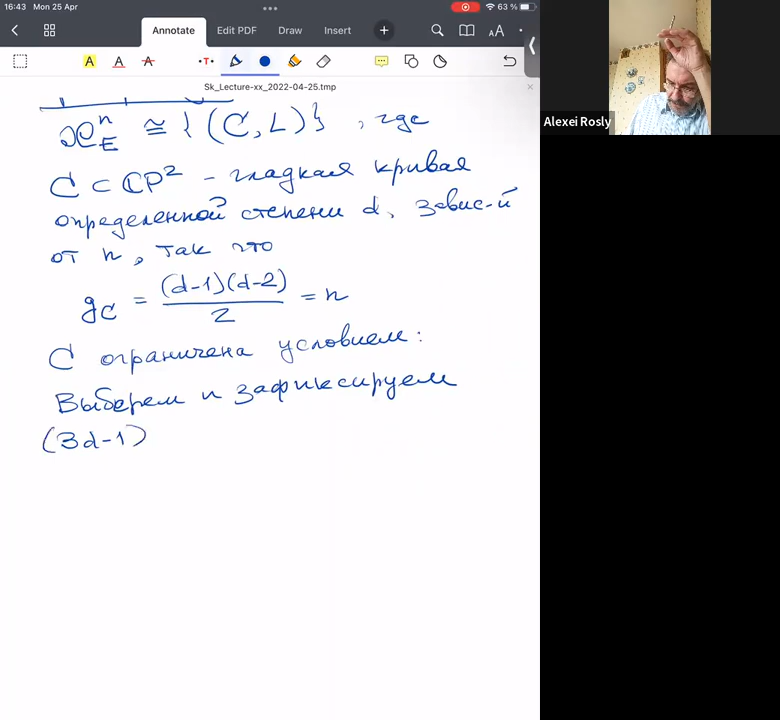 16:43 Mon 25 Apr
63 %
Annotate Edit PDF Draw Insert
Sk_Lecture-xx_2022-04-25.tmp
Alexei Rosly
𝓗ⁿ_E ≅ { (C, L) } , где
C ⊂ ℂP² - гладкая кривая
определенной степени d, завис-й
от n, так что
g_C = (d-1)(d-2)/2 = n
C ограничена условием:
Выберем и зафиксируем
(3d-1)